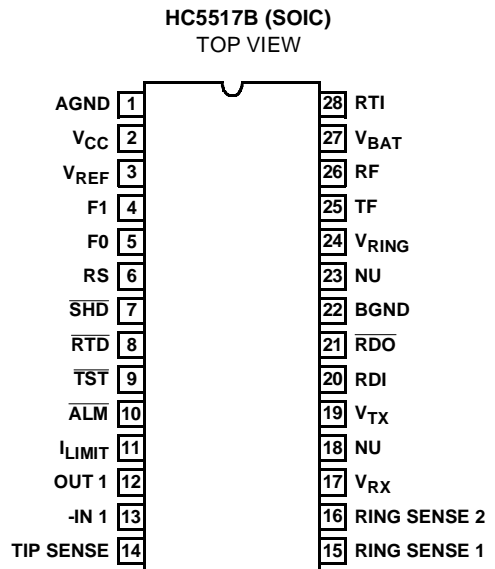 HC5517B (SOIC)
TOP VIEW
AGND 1 28 RTI
VCC 2 27 VBAT
VREF 3 26 RF
F1 4 25 TF
F0 5 24 VRING
RS 6 23 NU
SHD 7 22 BGND
RTD 8 21 RDO
TST 9 20 RDI
ALM 10 19 VTX
ILIMIT 11 18 NU
OUT 1 12 17 VRX
-IN 1 13 16 RING SENSE 2
TIP SENSE 14 15 RING SENSE 1